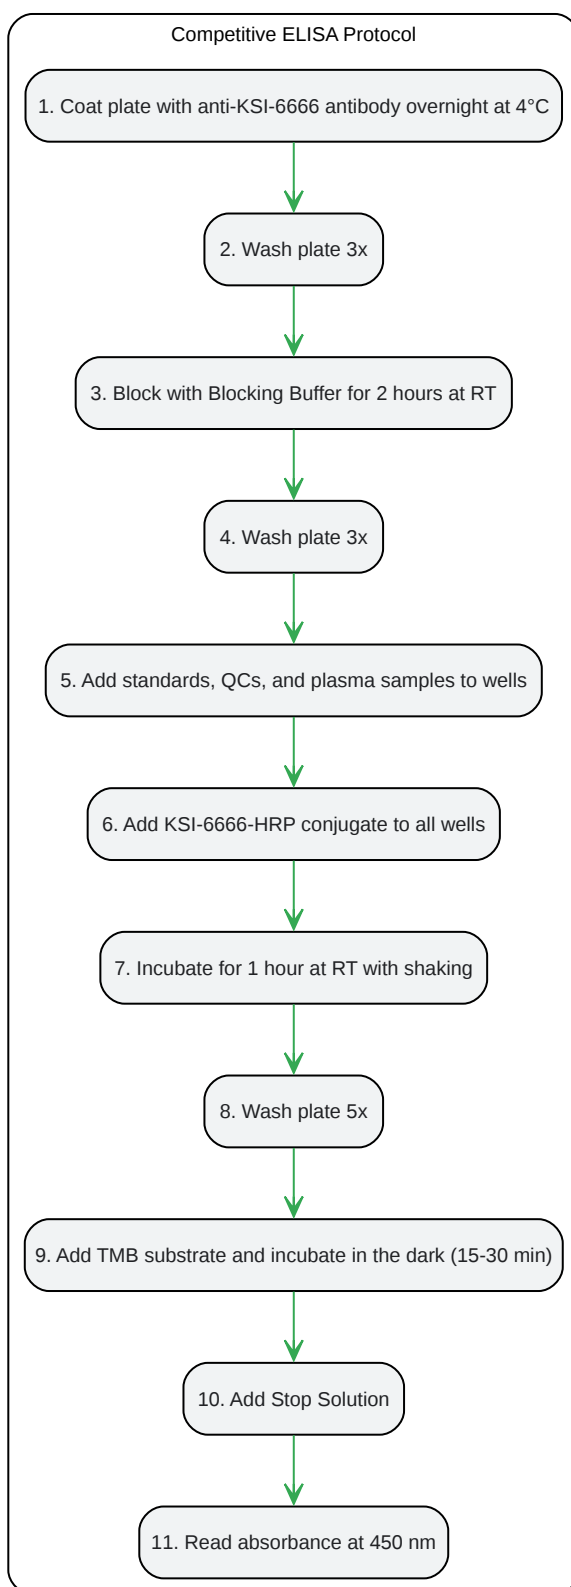 Competitive ELISA Protocol
1. Coat plate with anti-KSI-6666 antibody overnight at 4°C
2. Wash plate 3x
3. Block with Blocking Buffer for 2 hours at RT
4. Wash plate 3x
5. Add standards, QCs, and plasma samples to wells
6. Add KSI-6666-HRP conjugate to all wells
7. Incubate for 1 hour at RT with shaking
8. Wash plate 5x
9. Add TMB substrate and incubate in the dark (15-30 min)
10. Add Stop Solution
11. Read absorbance at 450 nm